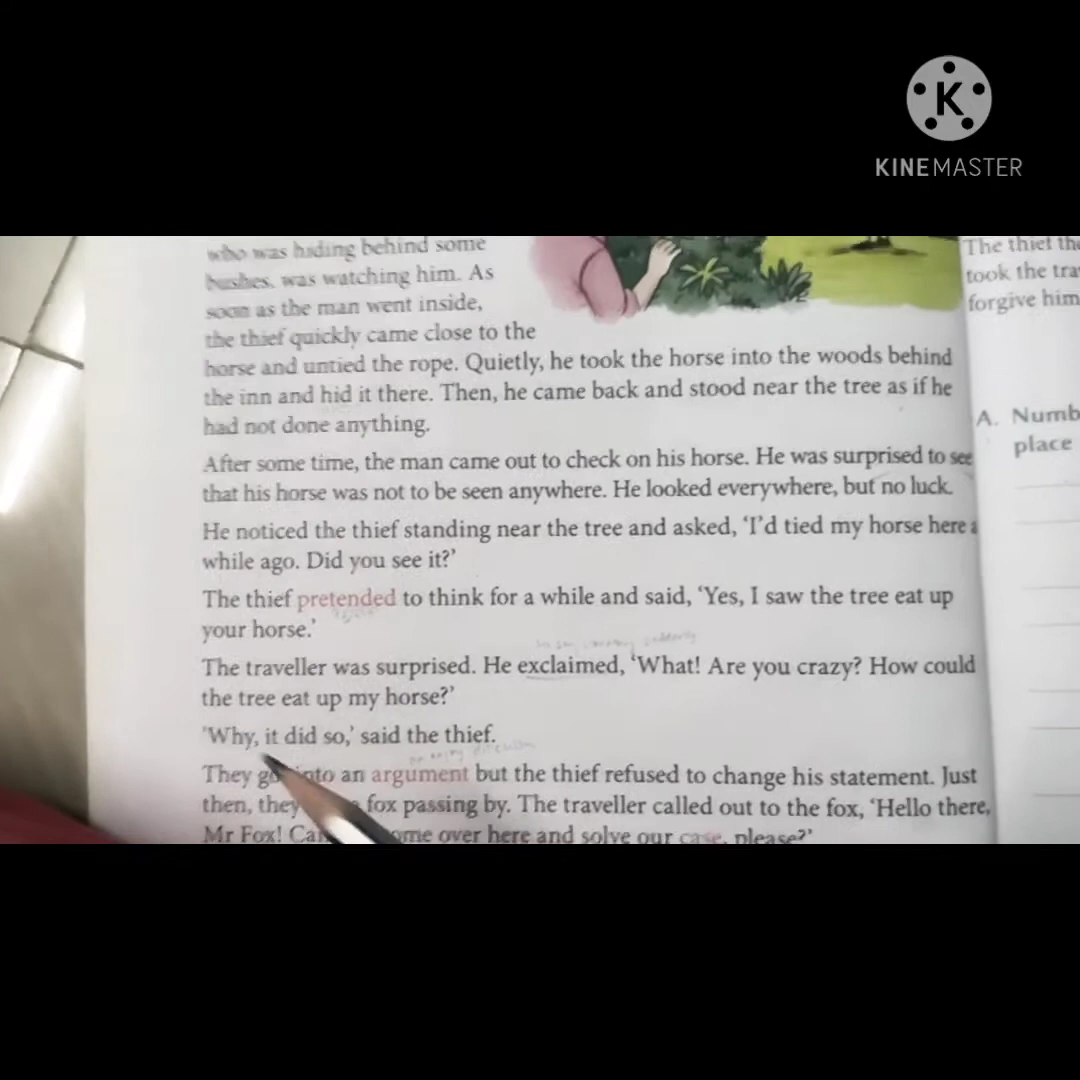 KINEMASTER
who was hiding behind some
bushes, was watching him. As
soon as the man went inside,
the thief quickly came close to the
horse and untied the rope. Quietly, he took the horse into the woods behind
the inn and hid it there. Then, he came back and stood near the tree as if he
had not done anything.
After some time, the man came out to check on his horse. He was surprised to see
that his horse was not to be seen anywhere. He looked everywhere, but no luck.
He noticed the thief standing near the tree and asked, ‘I’d tied my horse here a
while ago. Did you see it?’
The thief pretended to think for a while and said, ‘Yes, I saw the tree eat up
your horse.’
The traveller was surprised. He exclaimed, ‘What! Are you crazy? How could
the tree eat up my horse?’
‘Why, it did so,’ said the thief.
They into an argument but the thief refused to change his statement. Just
then, they fox passing by. The traveller called out to the fox, ‘Hello there,
Mr Fox! over here and solve our case, please?’
The thief
took the
forgive him
A.
place